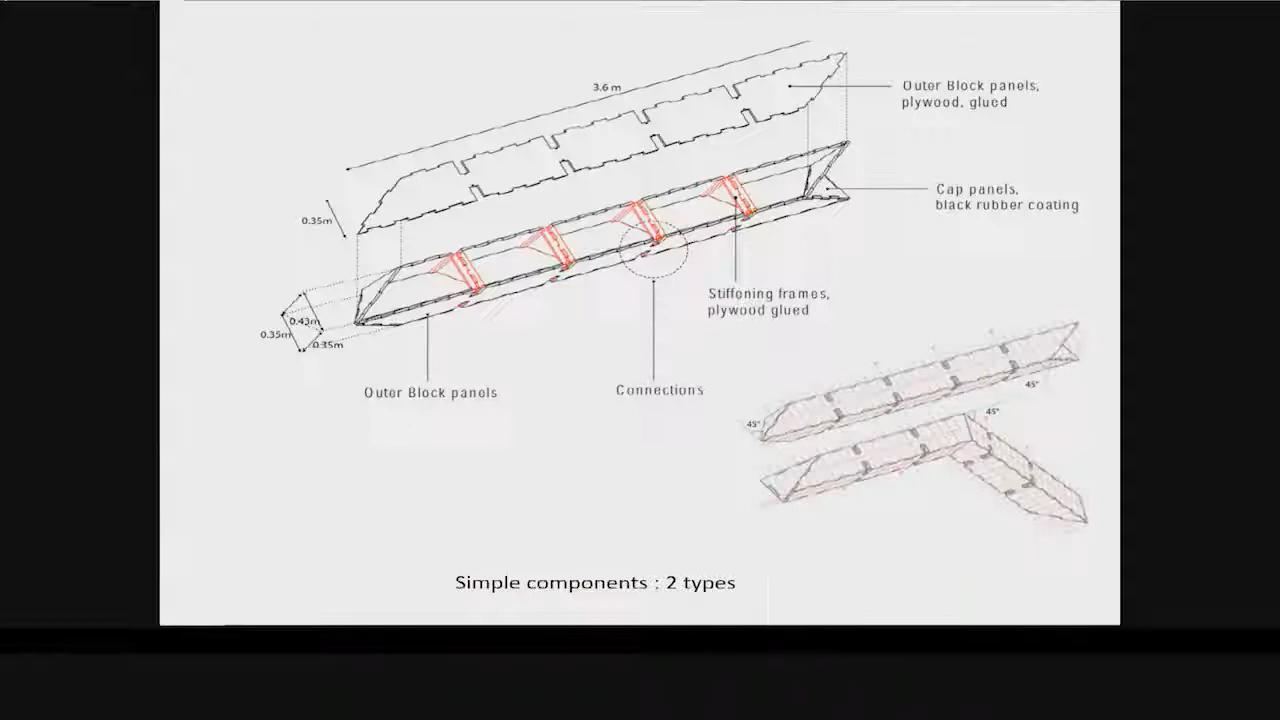 3.6 m
Outer Block panels,
plywood, glued
Cap panels,
black rubber coating
0.35m
Stiffening frames,
plywood glued
0.43m
0.35m
0.35m
Outer Block panels
Connections
45°
45°
45°
Simple components : 2 types